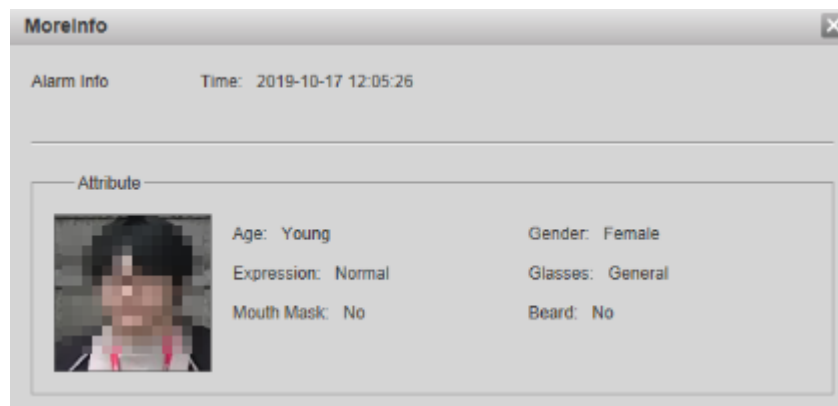 MoreInfo
Alarm Info Time: 2019-10-17 12:05:26
Attribute
Age: Young Gender: Female
Expression: Normal Glasses: General
Mouth Mask: No Beard: No